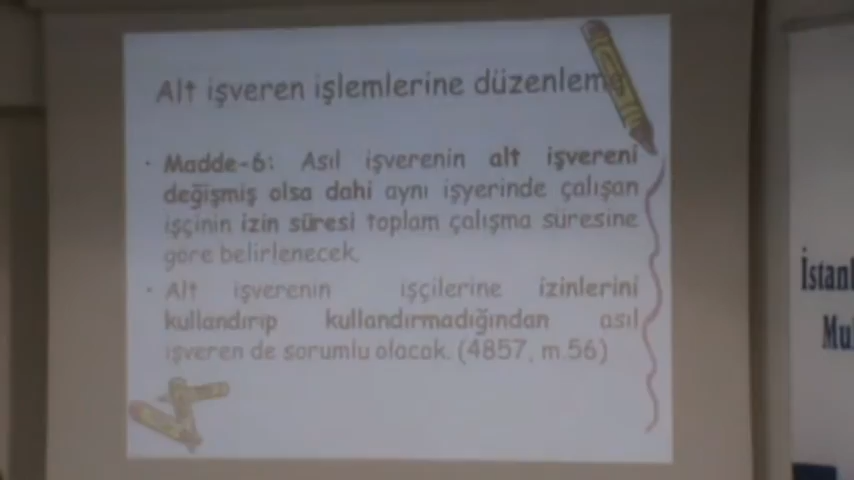 Alt işveren işlemlerine düzenleme
• Madde-6: Asıl işverenin alt işvereni
değişmiş olsa dahi aynı işyerinde çalışan
işçinin izin süresi toplam çalışma süresine
göre belirlenecek.
• Alt işverenin işçilerine izinlerini
kullandırıp kullandırmadığından asıl
işveren de sorumlu olacak. (4857, m.56)
İstan
Mu